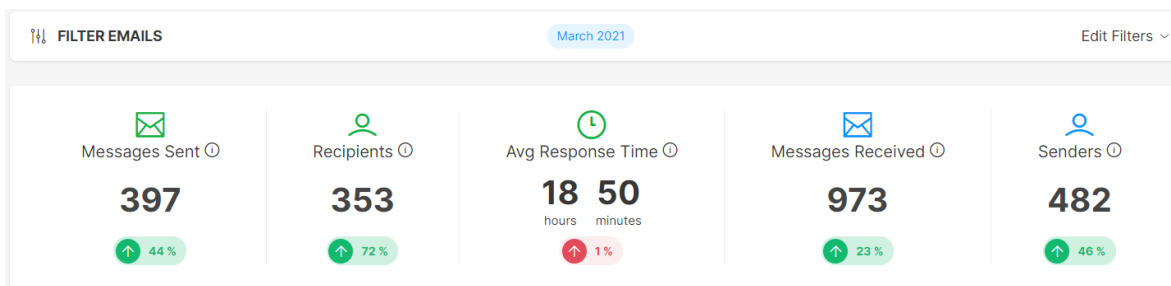 FILTER EMAILS
March 2021
Edit Filters
Messages Sent
397
44 %
Recipients
353
72 %
Avg Response Time
18 50
hours minutes
1 %
Messages Received
973
23 %
Senders
482
46 %